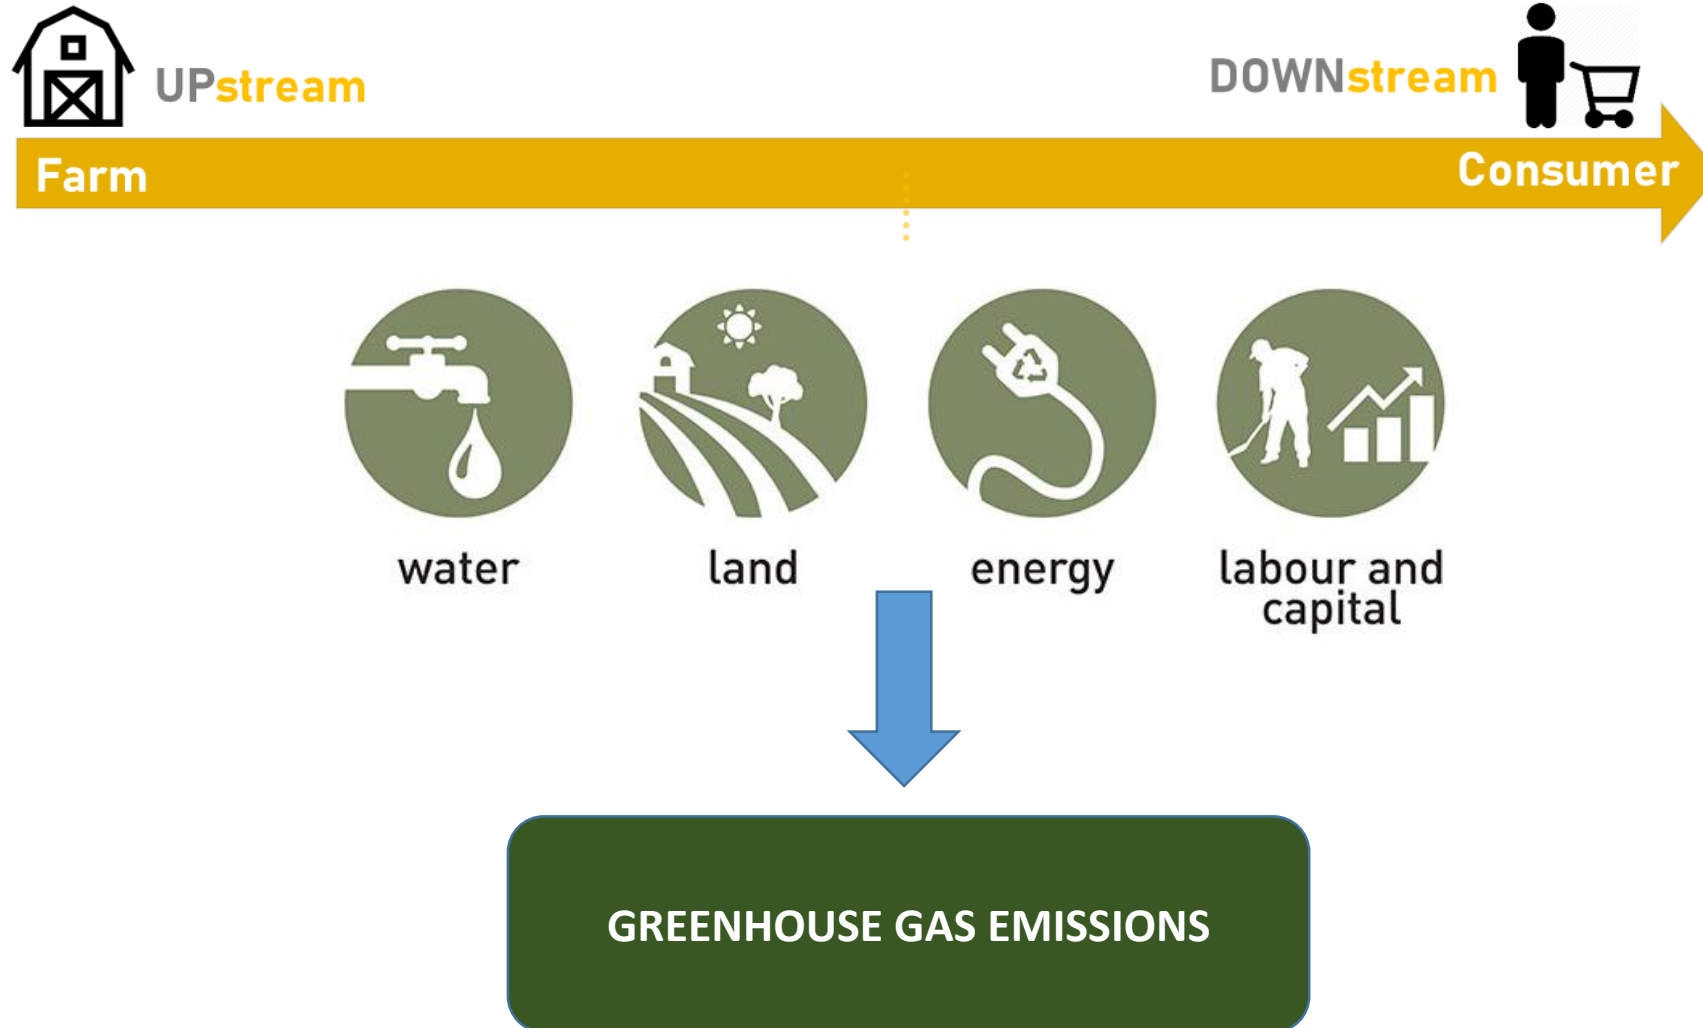 UPstream
DOWNstream
Farm
Consumer
water
land
energy
labour and
capital
GREENHOUSE GAS EMISSIONS